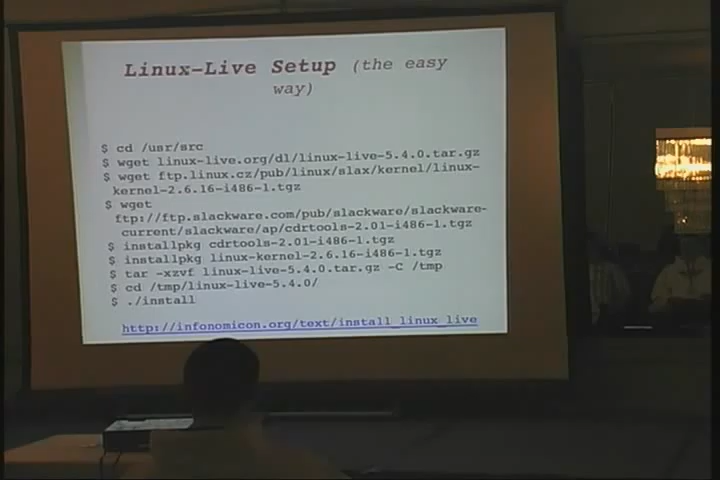 Linux-Live Setup (the easy
way)
$ cd /usr/src
$ wget linux-live.org/dl/linux-live-5.4.0.tar.gz
$ wget ftp.linux.cz/pub/linux/slax/kernel/linux-
kernel-2.6.16-i486-1.tgz
$ wget
ftp://ftp.slackware.com/pub/slackware/slackware-
current/slackware/ap/cdrtools-2.01-i486-1.tgz
$ installpkg cdrtools-2.01-i486-1.tgz
$ installpkg linux-kernel-2.6.16-i486-1.tgz
$ tar -xzvf linux-live-5.4.0.tar.gz -C /tmp
$ cd /tmp/linux-live-5.4.0/
$ ./install
http://infonomicon.org/text/install_linux_live